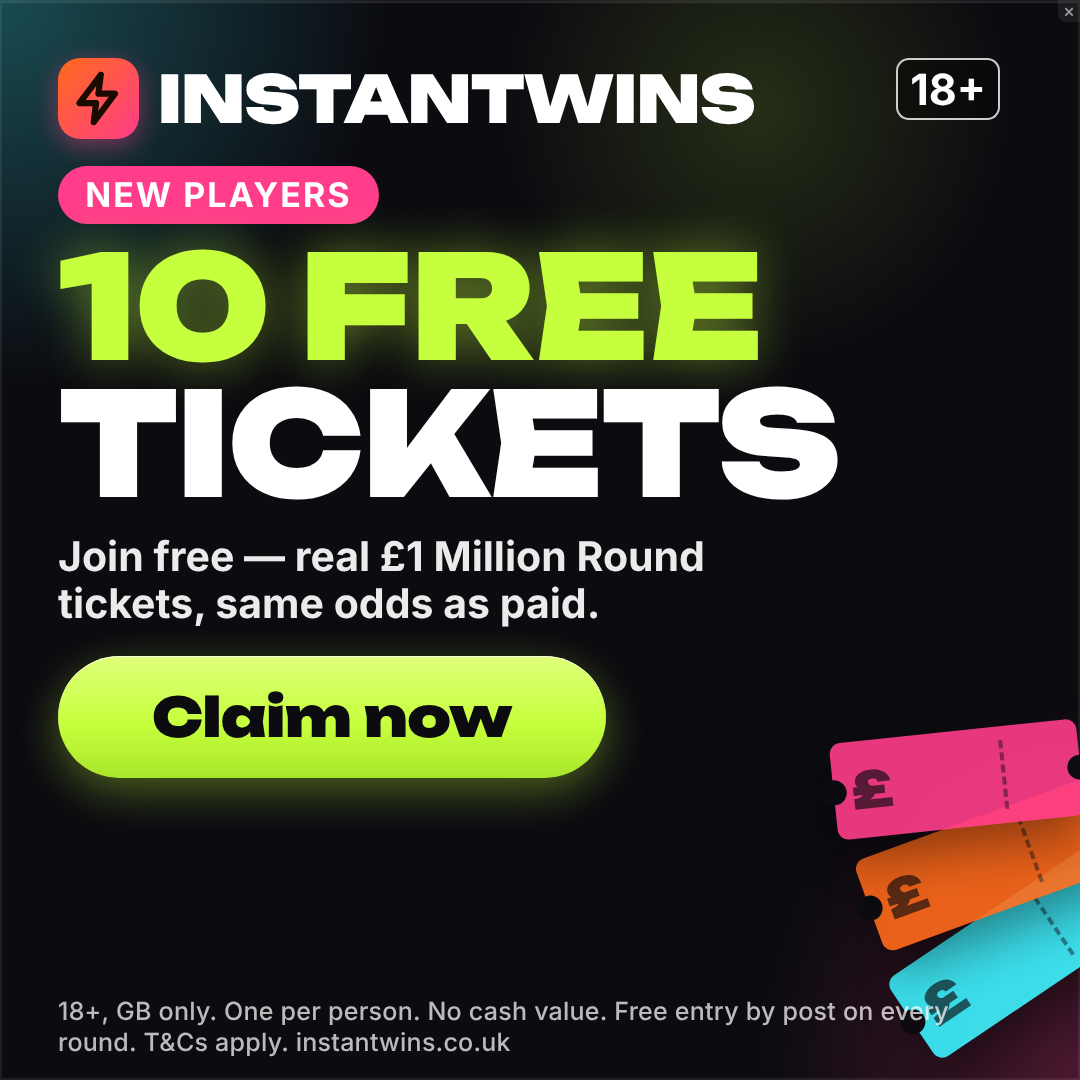 INSTANTWINS
18+
NEW PLAYERS
10 FREE
TICKETS
Join free — real £1 Million Round
tickets, same odds as paid.
Claim now
£
£
£
18+, GB only. One per person. No cash value. Free entry by post on every
round. T&Cs apply. instantwins.co.uk